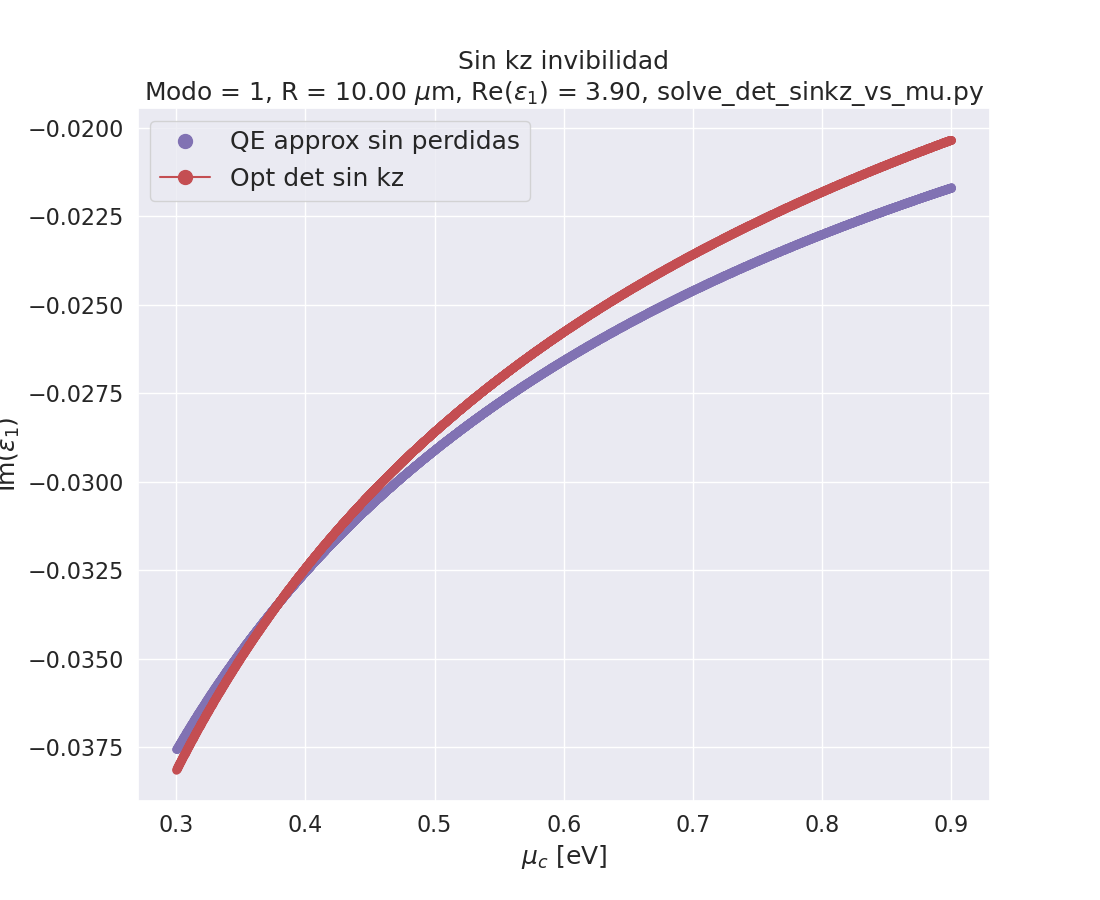 Sin kz invibilidad
Modo = 1, R = 10.00 μm, Re(ε₁) = 3.90, solve_det_sinkz_vs_mu.py
QE approx sin perdidas
Opt det sin kz
−0.0200
−0.0225
−0.0250
−0.0275
−0.0300
−0.0325
−0.0350
−0.0375
Im(ε₁)
0.3 0.4 0.5 0.6 0.7 0.8 0.9
μc [eV]